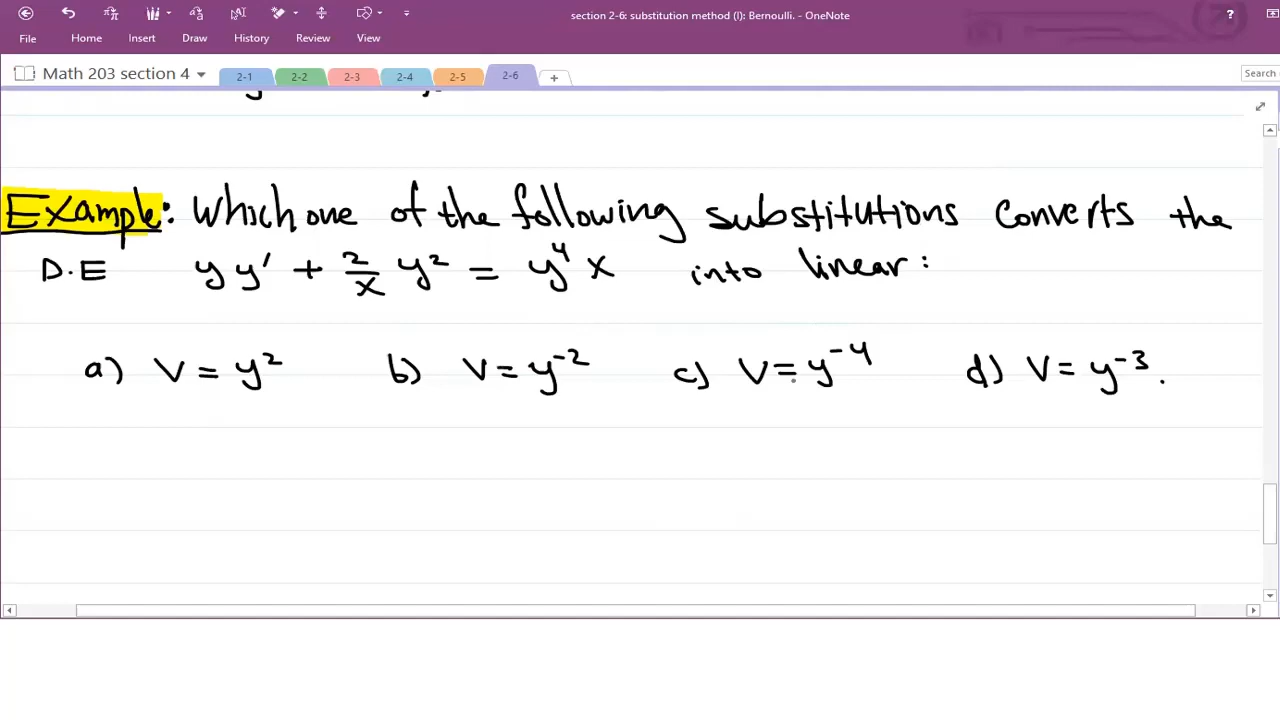 section 2-6: substitution method (I): Bernoulli. - OneNote
?
File Home Insert Draw History Review View
Math 203 section 4
2-1 2-2 2-3 2-4 2-5 2-6 +
Search
Example: Which one of the following substitutions converts the
D.E y y' + 2/x y² = y⁴ x into linear:
a) V = y² b) V = y⁻² c) V = y⁻⁴ d) V = y⁻³.